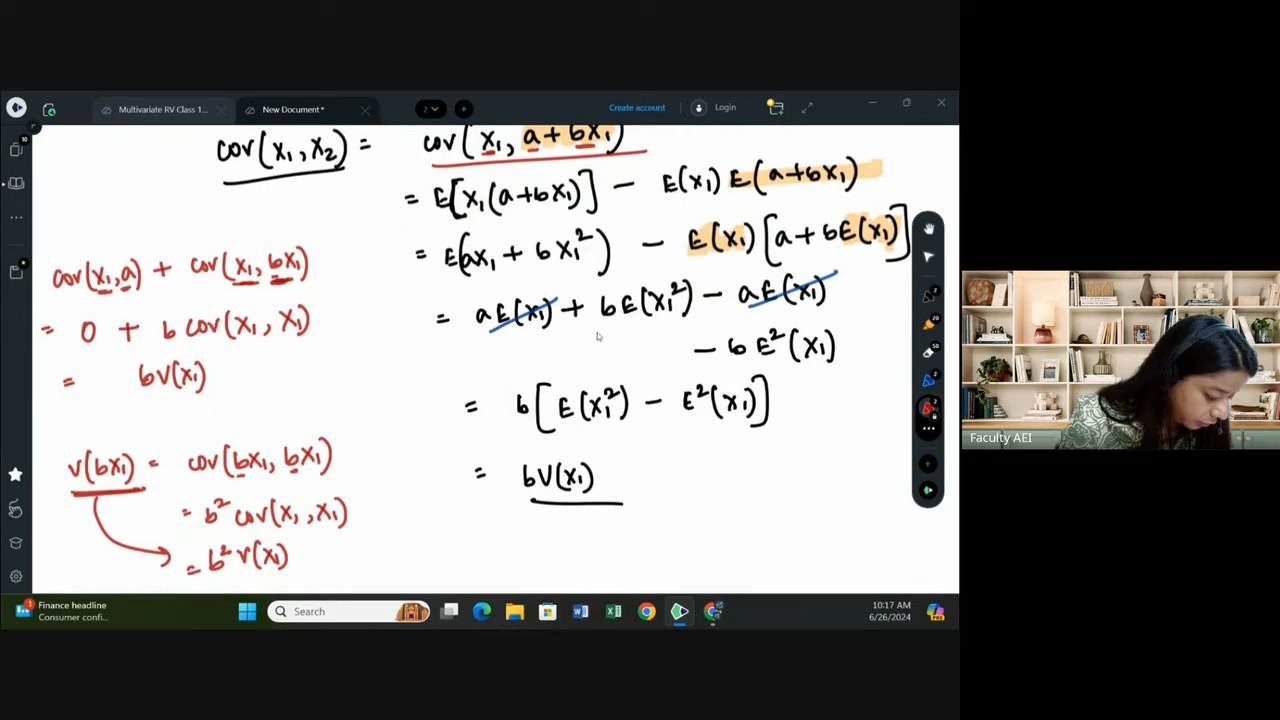 Multivariate RV Class 1...
New Document*
2
Create account
Login
cov(x₁, x₂) = cov(x₁, a + bx₁)
= E[x₁(a+bx₁)] − E(x₁) E(a+bx₁)
= E(ax₁ + bx₁²) − E(x₁)[a + bE(x₁)]
= aE(x₁) + bE(x₁²) − aE(x₁)
− bE²(x₁)
= b[E(x₁²) − E²(x₁)]
= bV(x₁)
cov(x₁, a) + cov(x₁, bx₁)
= 0 + b cov(x₁, x₁)
= bV(x₁)
V(bx₁) = cov(bx₁, bx₁)
= b² cov(x₁, x₁)
= b² V(x₁)
Faculty AEI
Finance headline
Consumer confi...
Search
10:17 AM
6/26/2024